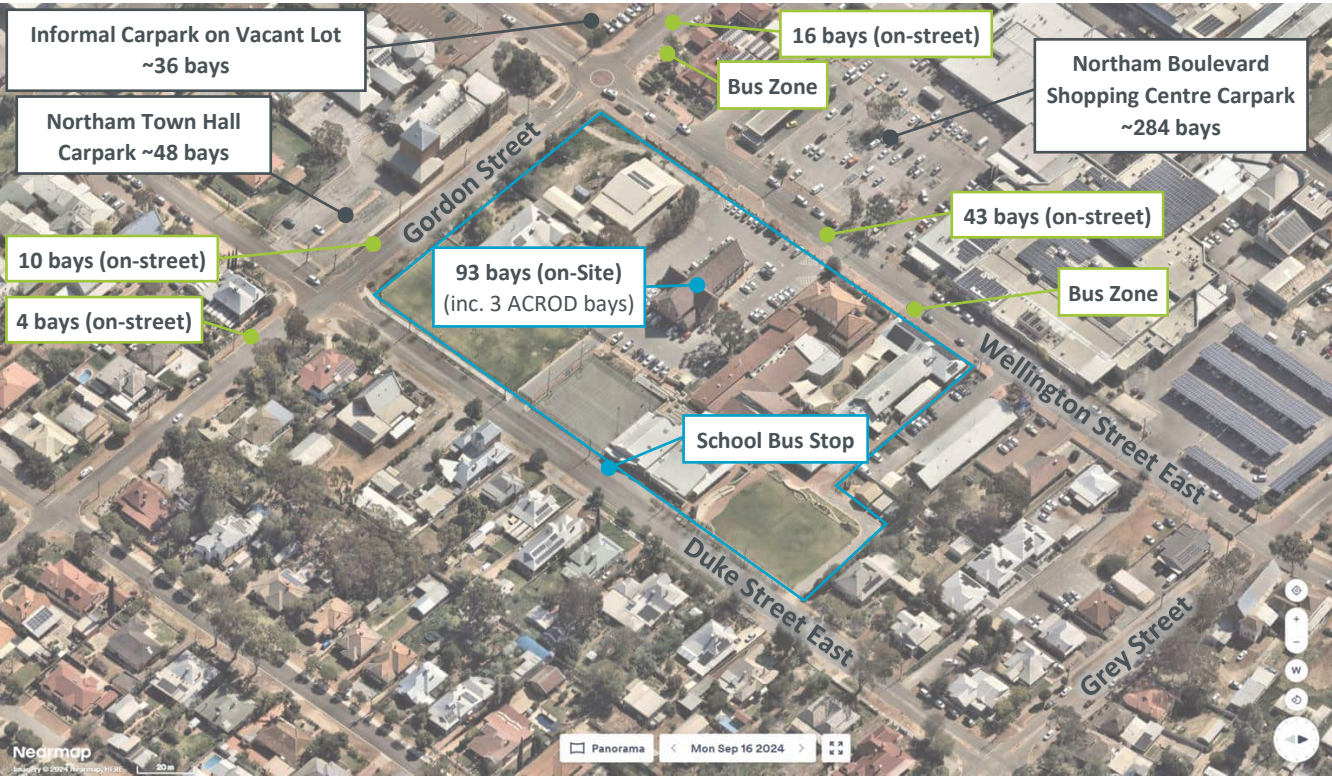 Informal Carpark on Vacant Lot
~36 bays
16 bays (on-street)
Bus Zone
Northam Boulevard
Shopping Centre Carpark
~284 bays
Northam Town Hall
Carpark ~48 bays
Gordon Street
43 bays (on-street)
10 bays (on-street)
93 bays (on-Site)
(inc. 3 ACROD bays)
Bus Zone
4 bays (on-street)
Wellington Street East
School Bus Stop
Duke Street East
Grey Street
+
−
W
Nearmap
Imagery © 2024 Nearmap, HERE
20 m
Panorama
< Mon Sep 16 2024 >